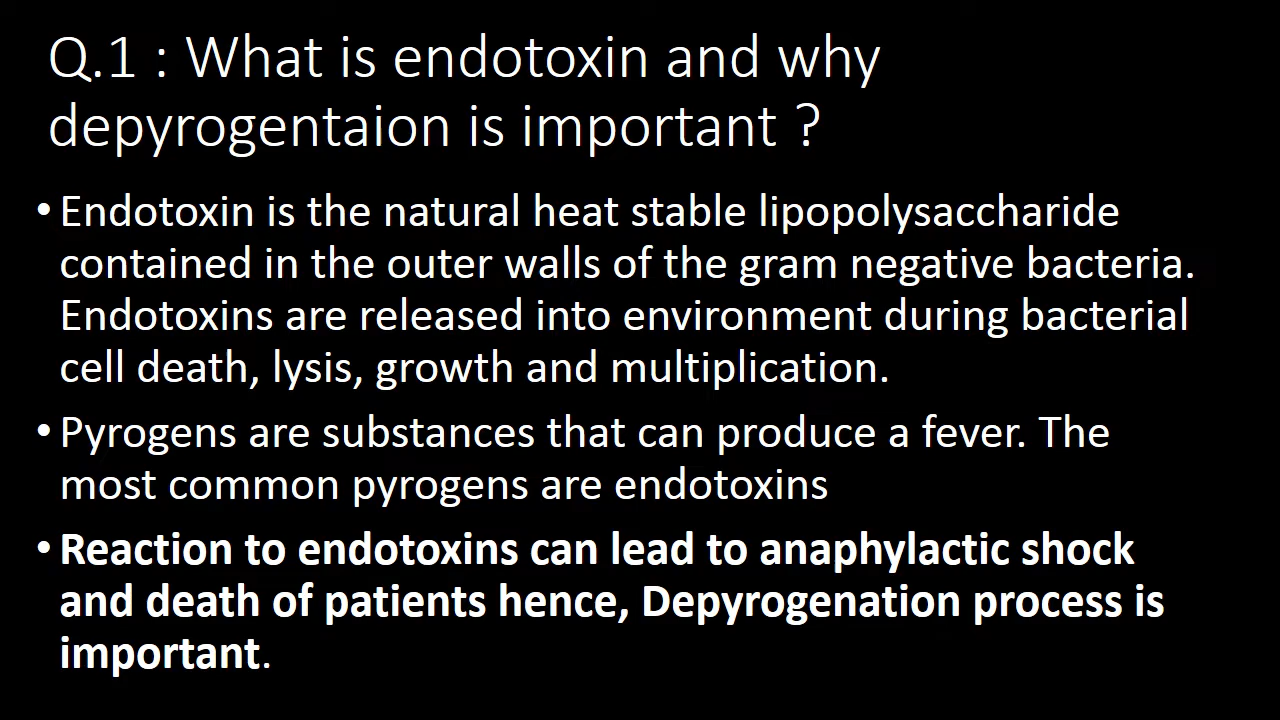 Q.1 : What is endotoxin and why
depyrogentaion is important ?
• Endotoxin is the natural heat stable lipopolysaccharide
contained in the outer walls of the gram negative bacteria.
Endotoxins are released into environment during bacterial
cell death, lysis, growth and multiplication.
• Pyrogens are substances that can produce a fever. The
most common pyrogens are endotoxins
• Reaction to endotoxins can lead to anaphylactic shock
and death of patients hence, Depyrogenation process is
important.